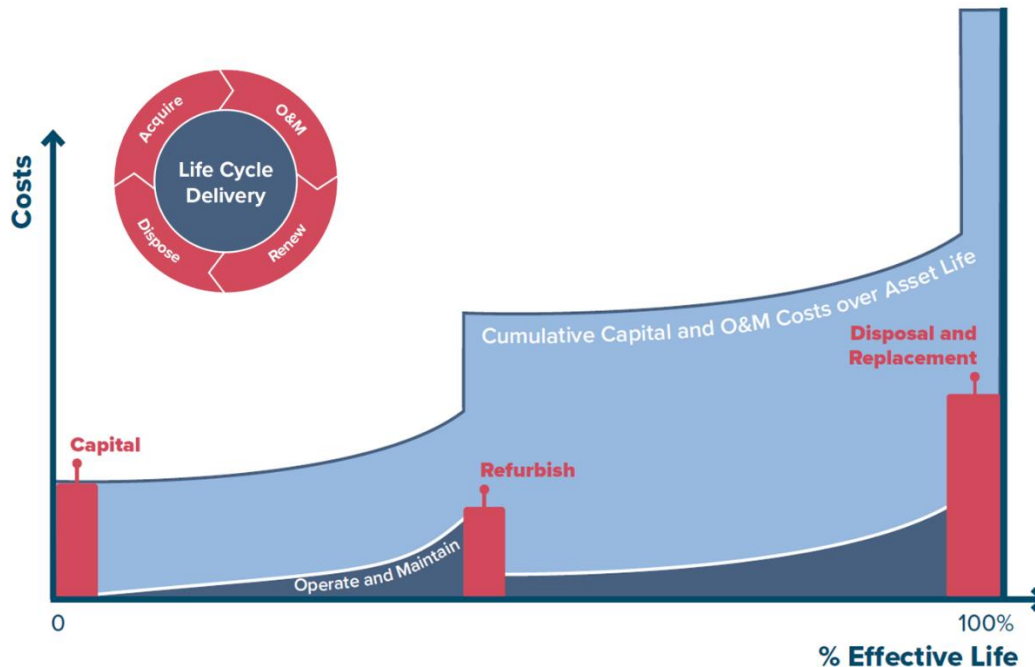 Costs
Acquire
O&M
Life Cycle
Delivery
Dispose
Renew
Cumulative Capital and O&M Costs over Asset Life
Disposal and
Replacement
Capital
Refurbish
Operate and Maintain
0
100%
% Effective Life